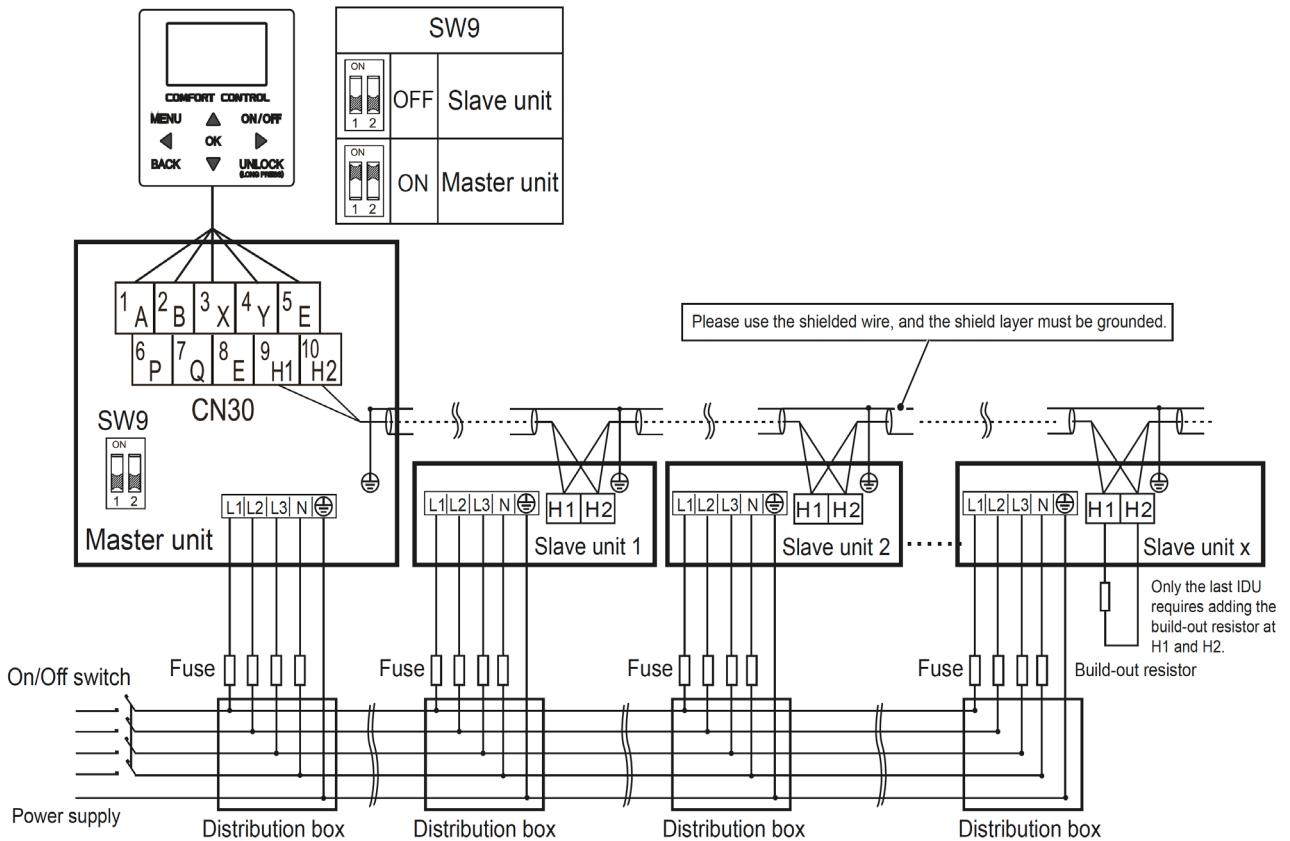 COMFORT CONTROL
MENU ON/OFF
OK
BACK UNLOCK
(LONG PRESS)
SW9
ON
1 2
OFF
Slave unit
ON
1 2
ON
Master unit
1 A 2 B 3 X 4 Y 5 E
6 P 7 Q 8 E 9 H1 10 H2
CN30
SW9
ON
1 2
Master unit
L1 L2 L3 N
Please use the shielded wire, and the shield layer must be grounded.
L1 L2 L3 N
H1 H2
Slave unit 1
L1 L2 L3 N
H1 H2
Slave unit 2
L1 L2 L3 N
H1 H2
Slave unit x
Only the last IDU
requires adding the
build-out resistor at
H1 and H2.
Build-out resistor
Fuse
Fuse
Fuse
Fuse
On/Off switch
Power supply
Distribution box
Distribution box
Distribution box
Distribution box